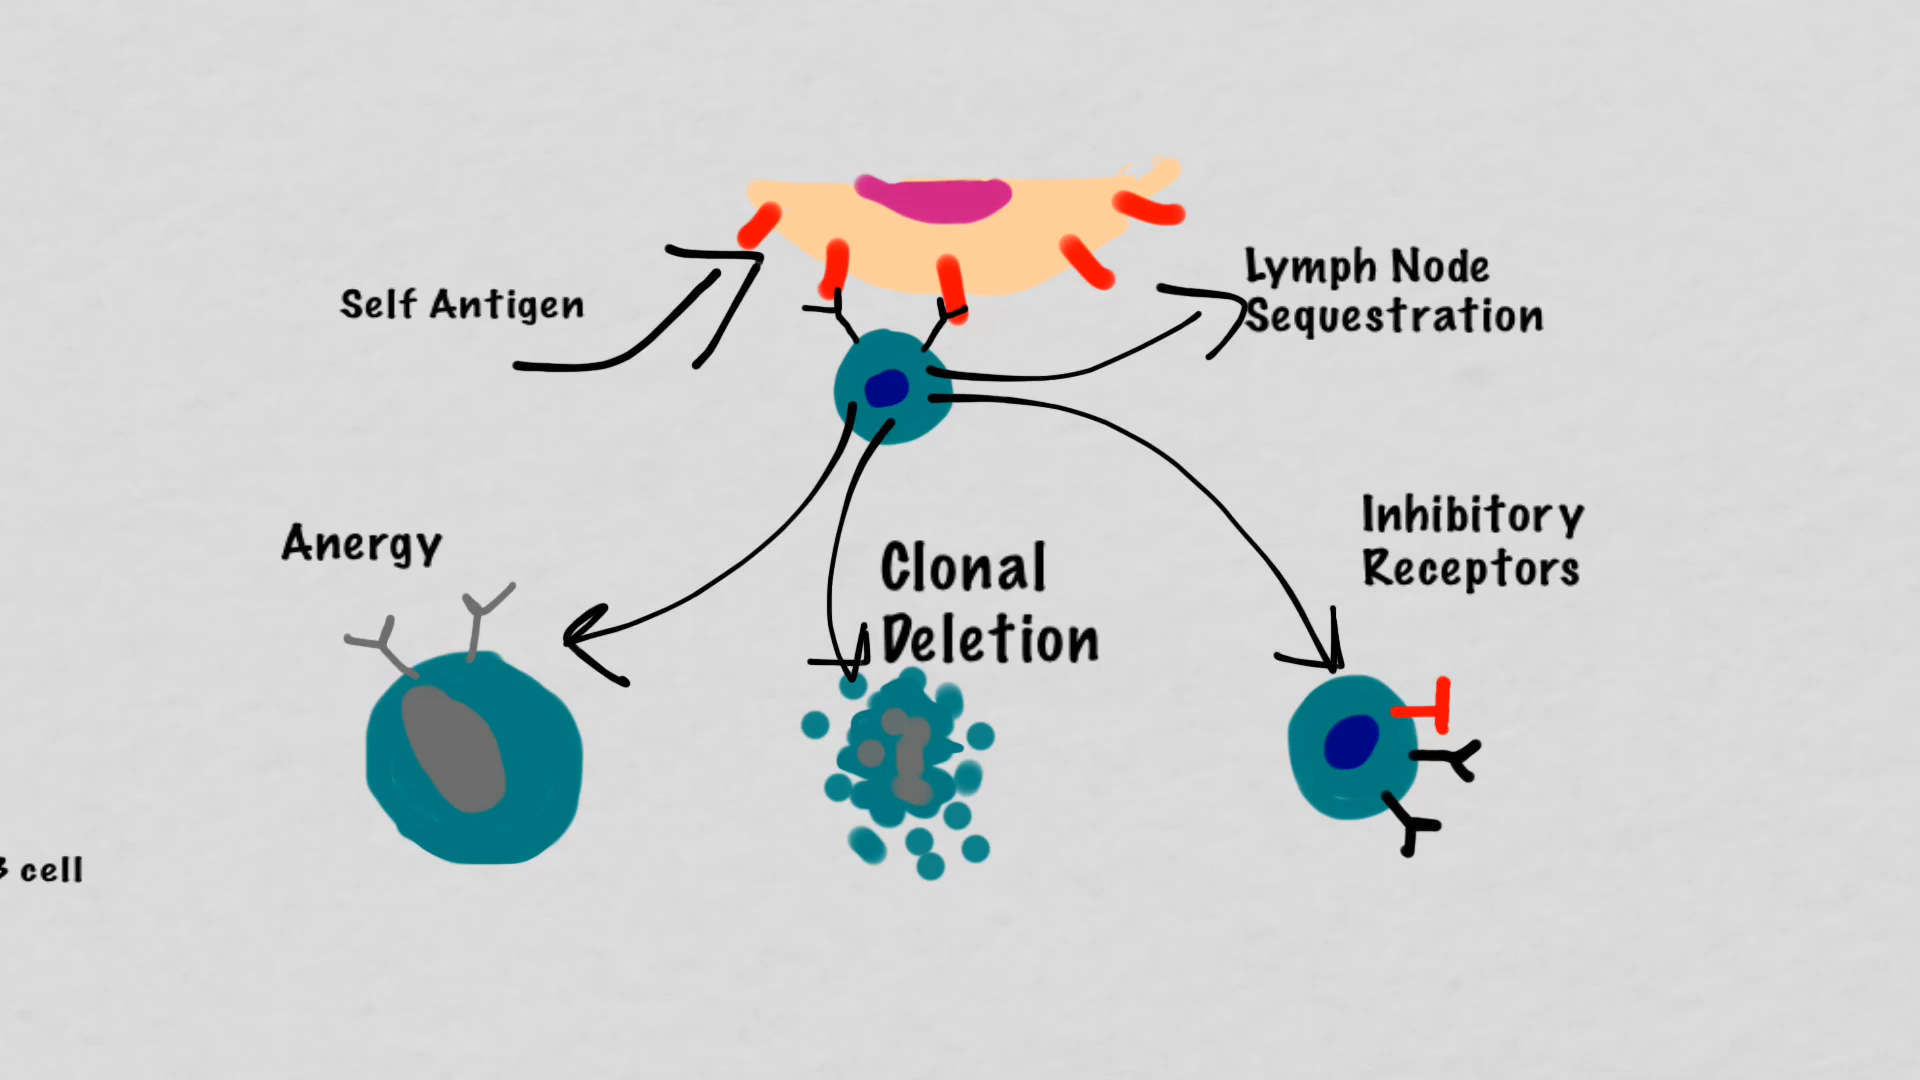 Lymph Node
Sequestration
Self Antigen
Inhibitory
Receptors
Anergy
Clonal
Deletion
cell